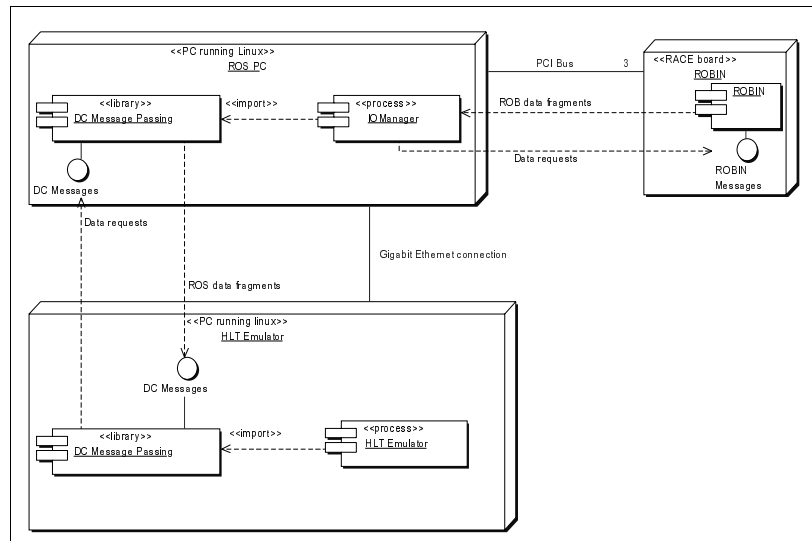 <<PC running Linux>>
ROS PC
<<library>>
DC Message Passing
<<import>>
<<process>>
IOManager
DC Messages
PCI Bus
3
<<RACE board>>
ROBIN
ROBIN
ROB data fragments
Data requests
ROBIN
Messages
Data requests
Gigabit Ethernet connection
ROS data fragments
<<PC running linux>>
HLT Emulator
DC Messages
<<library>>
DC Message Passing
<<import>>
<<process>>
HLT Emulator